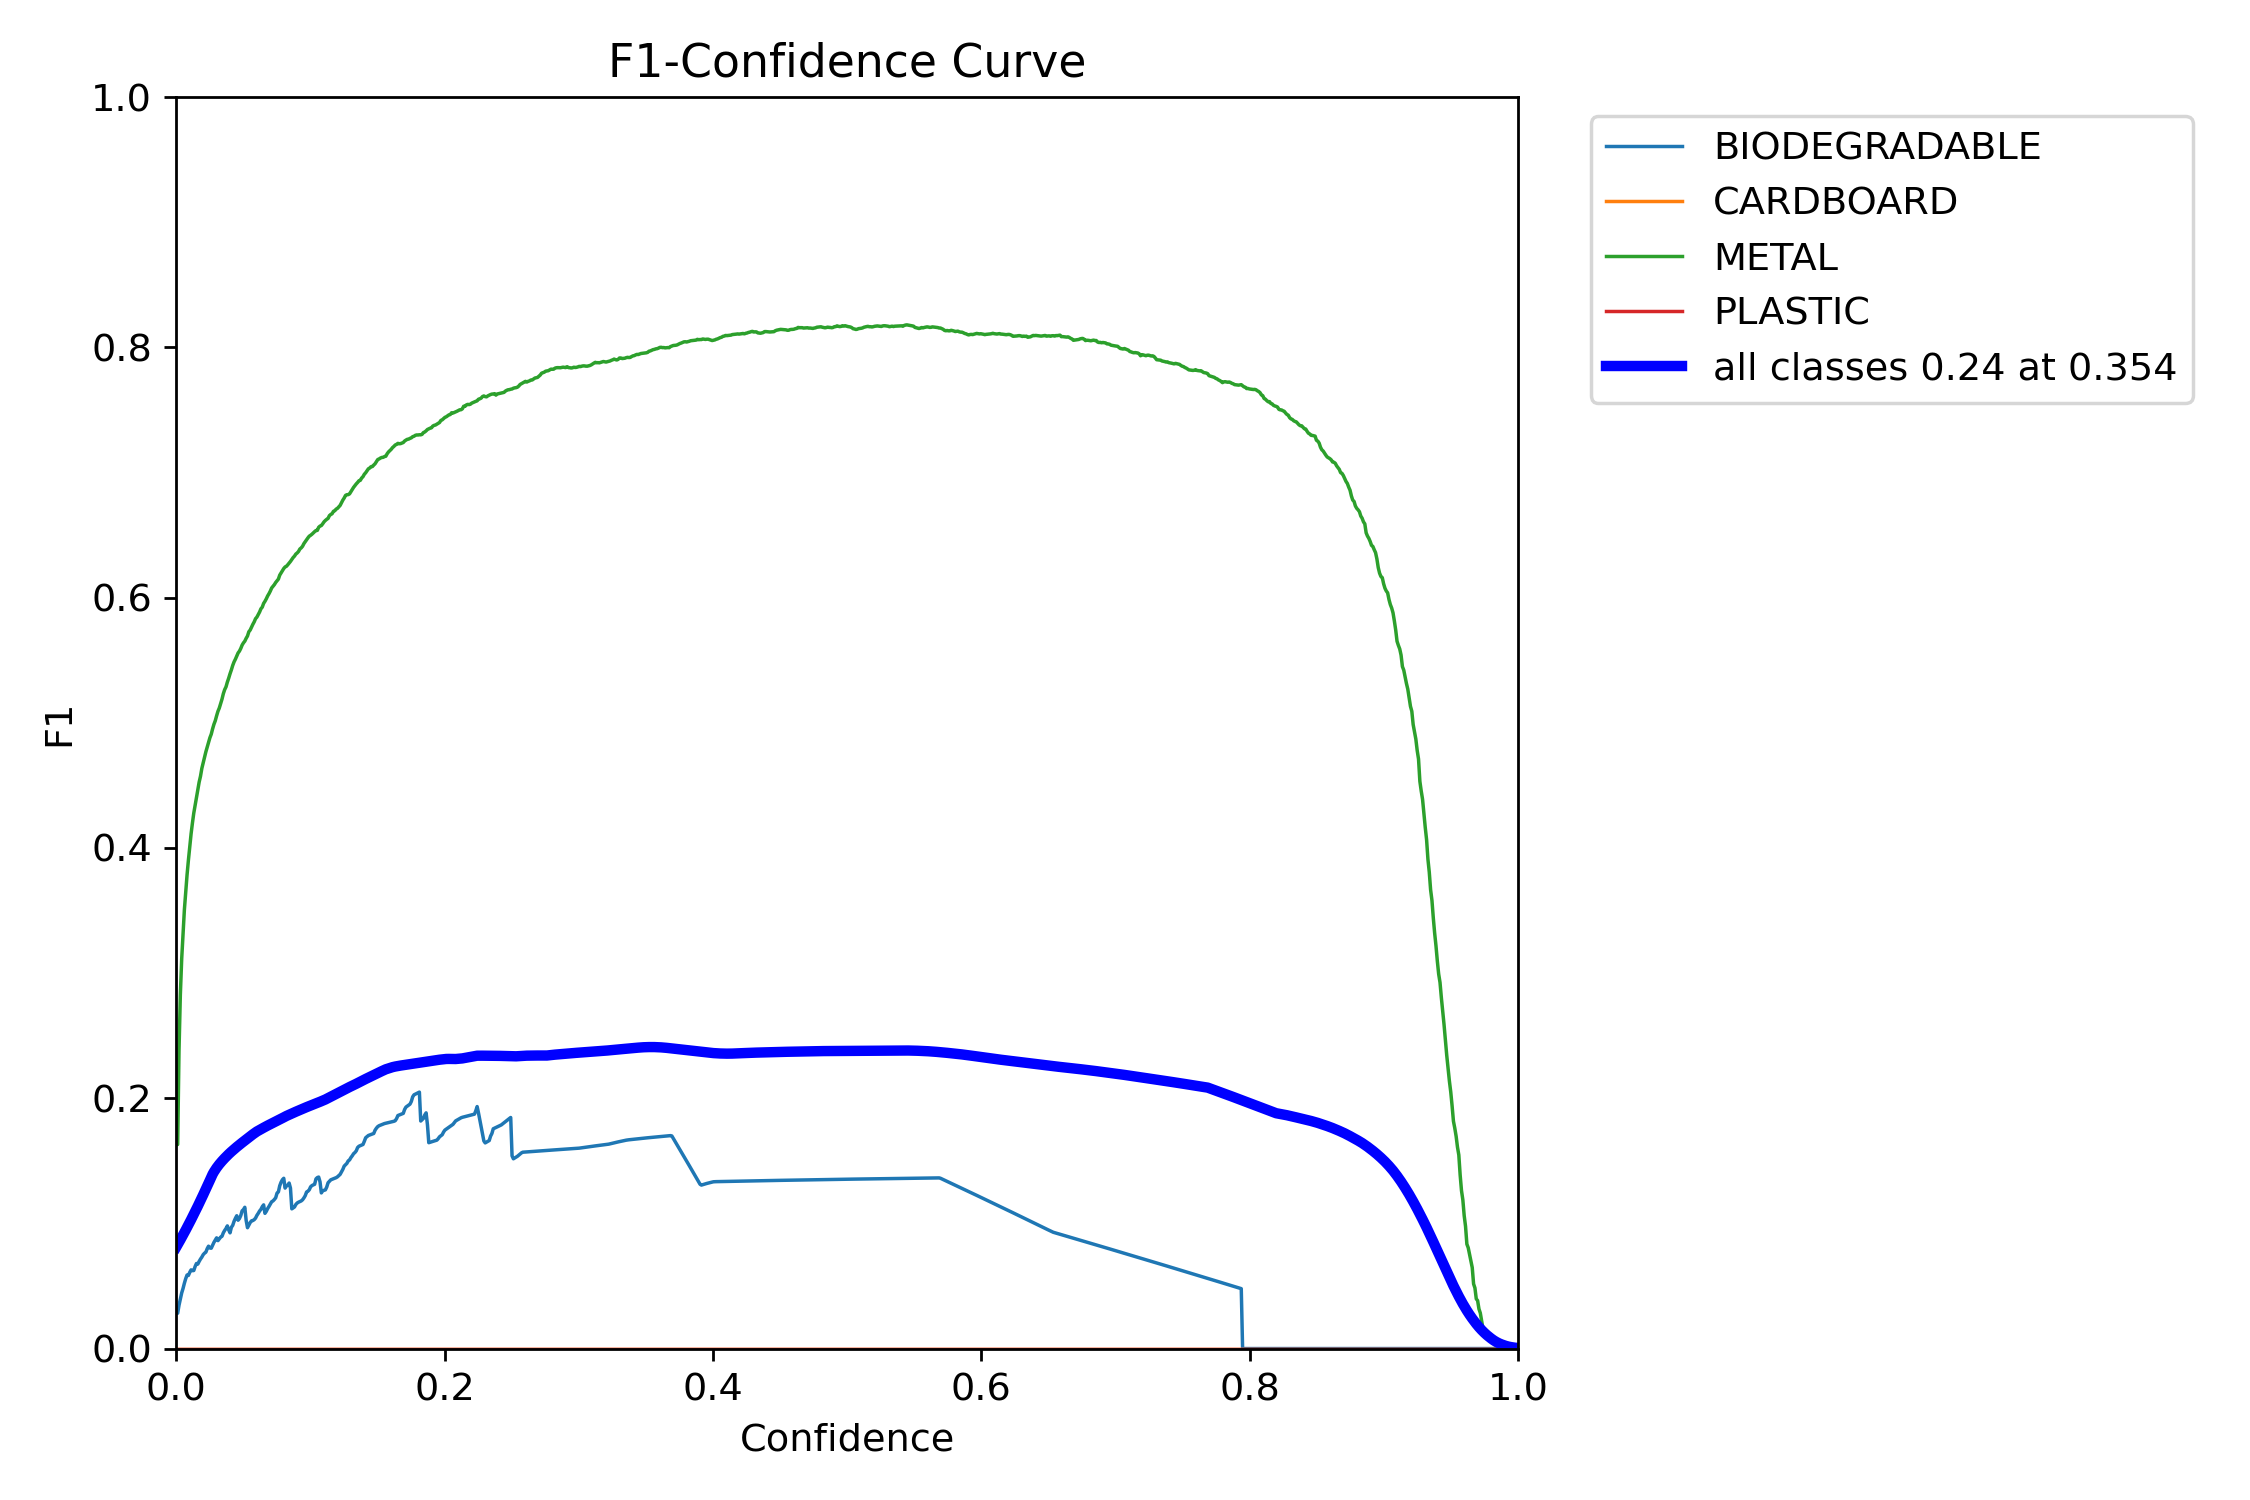 F1-Confidence Curve
1.0
0.8
0.6
0.4
0.2
0.0
F1
0.0 0.2 0.4 0.6 0.8 1.0
Confidence
BIODEGRADABLE
CARDBOARD
METAL
PLASTIC
all classes 0.24 at 0.354